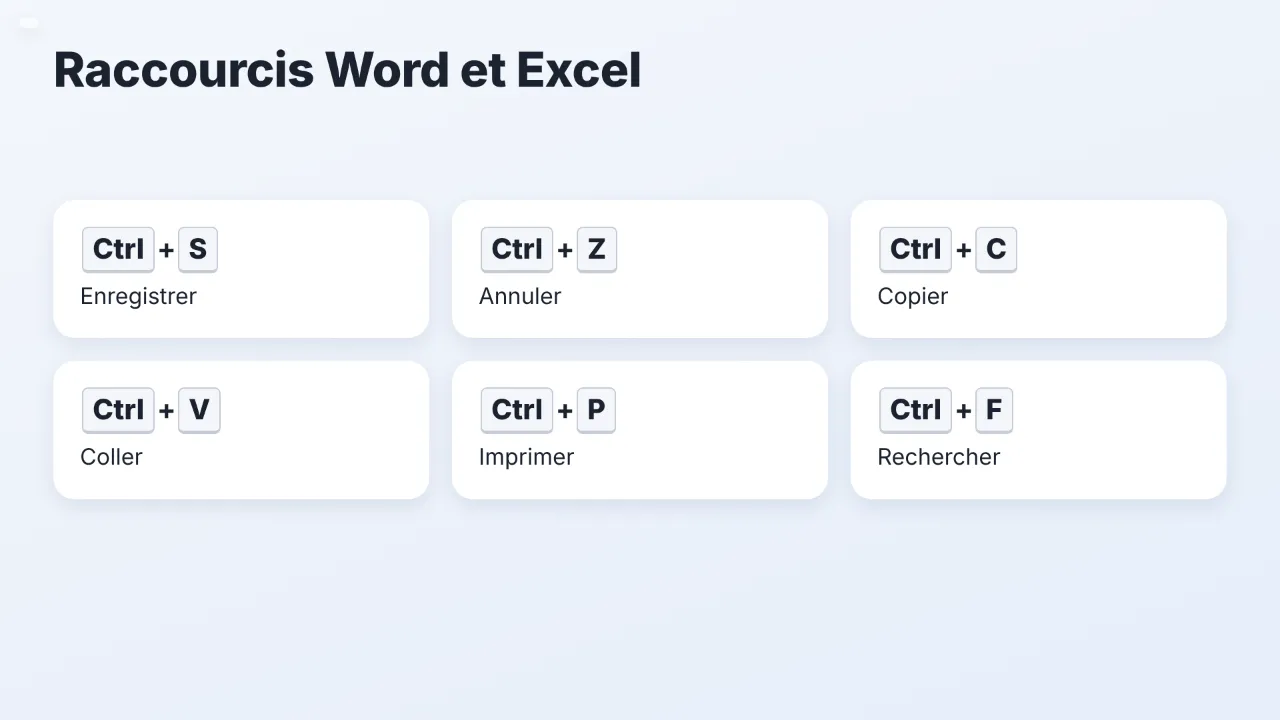 Raccourcis Word et Excel
Ctrl + S
Enregistrer
Ctrl + Z
Annuler
Ctrl + C
Copier
Ctrl + V
Coller
Ctrl + P
Imprimer
Ctrl + F
Rechercher